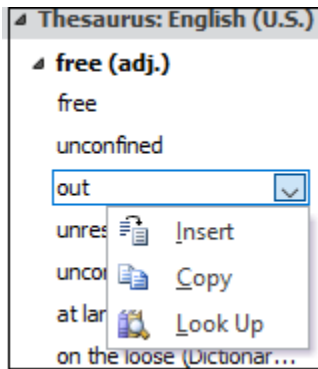 Thesaurus: English (U.S.)
free (adj.)
free
unconfined
out
Insert
Copy
Look Up
on the loose (Dictionar...